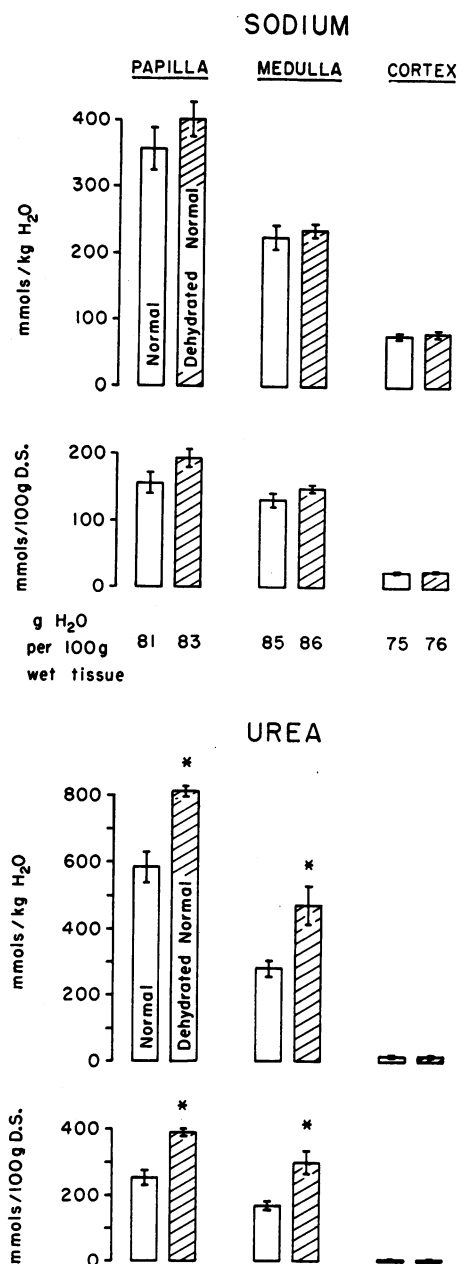 SODIUM
PAPILLA MEDULLA CORTEX
mmols/kg H₂O
400
300
200
100
0
Normal
Dehydrated Normal
mmols/100g D.S.
200
100
0
g H₂O
per 100g
wet tissue
81 83 85 86 75 76
UREA
mmols/kg H₂O
800
600
400
200
0
Normal
Dehydrated Normal
* *
mmols/100g D.S.
400
200
0
* *